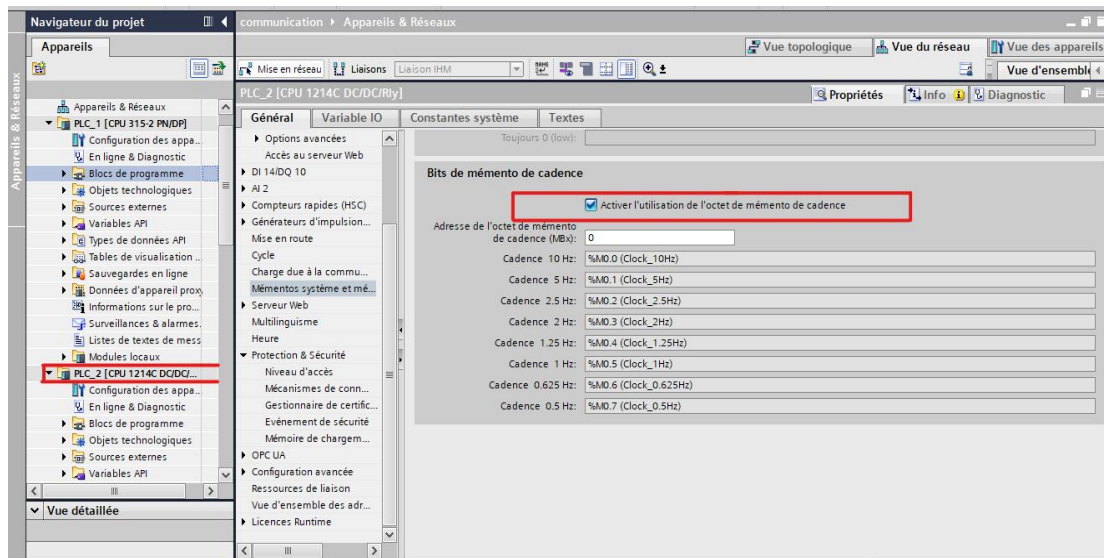 Navigateur du projet
communication ▸ Appareils & Réseaux
Appareils
Vue topologique
Vue du réseau
Vue des appareils
Mise en réseau
Liaisons
Liaison IHM
Vue d'ensemble
Appareils & Réseaux
Appareils & Réseaux
PLC_1 [CPU 315-2 PN/DP]
Configuration des appa...
En ligne & Diagnostic
Blocs de programme
Objets technologiques
Sources externes
Variables API
Types de données API
Tables de visualisation ..
Sauvegardes en ligne
Données d'appareil proxy
Informations sur le pro...
Surveillances & alarmes.
Listes de textes de mess
Modules locaux
PLC_2 [CPU 1214C DC/DC/...
Configuration des appa...
En ligne & Diagnostic
Blocs de programme
Objets technologiques
Sources externes
Variables API
Vue détaillée
PLC_2 [CPU 1214C DC/DC/Rly]
Propriétés
Info
Diagnostic
Général
Variable IO
Constantes système
Textes
Options avancées
Accès au serveur Web
DI 14/DQ 10
AI 2
Compteurs rapides (HSC)
Générateurs d'impulsion...
Mise en route
Cycle
Charge due à la commu...
Mémentos système et mé...
Serveur Web
Multilinguisme
Heure
Protection & Sécurité
Niveau d'accès
Mécanismes de conn...
Gestionnaire de certific...
Evénement de sécurité
Mémoire de chargem...
OPC UA
Configuration avancée
Ressources de liaison
Vue d'ensemble des adr...
Licences Runtime
Toujours 0 (low):
Bits de mémento de cadence
Activer l'utilisation de l'octet de mémento de cadence
Adresse de l'octet de mémento
de cadence (MBx): 0
Cadence 10 Hz: %M0.0 (Clock_10Hz)
Cadence 5 Hz: %M0.1 (Clock_5Hz)
Cadence 2.5 Hz: %M0.2 (Clock_2.5Hz)
Cadence 2 Hz: %M0.3 (Clock_2Hz)
Cadence 1.25 Hz: %M0.4 (Clock_1.25Hz)
Cadence 1 Hz: %M0.5 (Clock_1Hz)
Cadence 0.625 Hz: %M0.6 (Clock_0.625Hz)
Cadence 0.5 Hz: %M0.7 (Clock_0.5Hz)